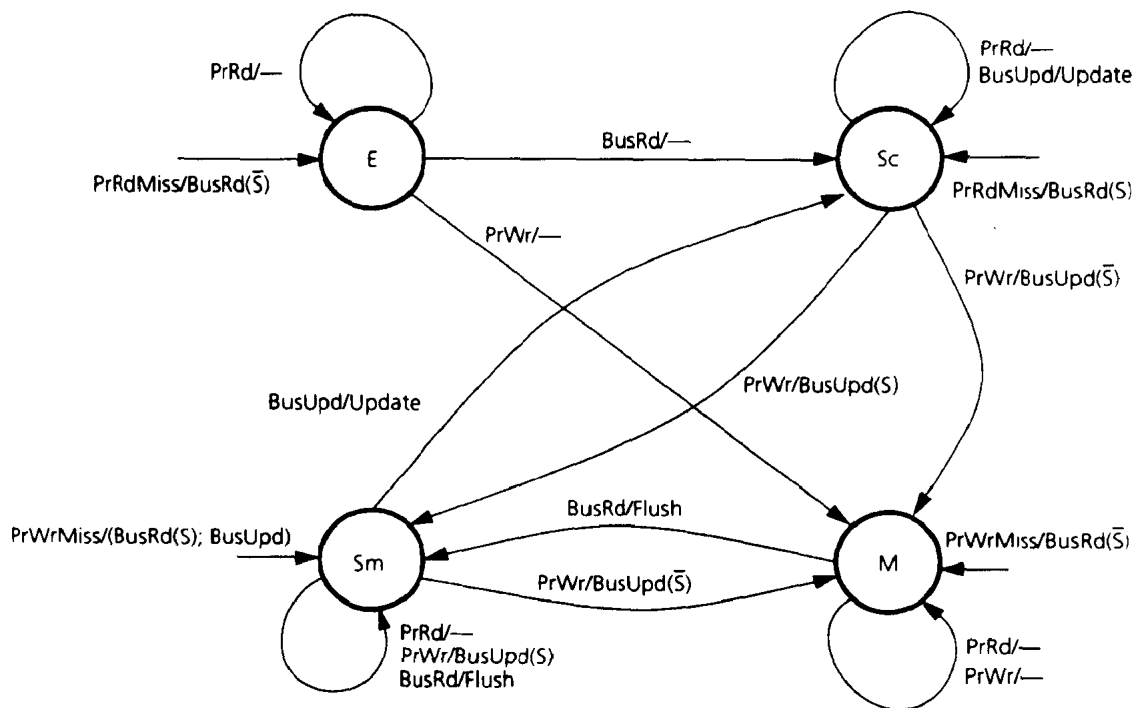 PrRd/—
PrRd/—
BusUpd/Update
E
BusRd/—
Sc
PrRdMiss/BusRd(S̄)
PrRdMiss/BusRd(S)
PrWr/—
PrWr/BusUpd(S̄)
BusUpd/Update
PrWr/BusUpd(S)
BusRd/Flush
PrWrMiss/(BusRd(S); BusUpd)
Sm
M
PrWrMiss/BusRd(S̄)
PrWr/BusUpd(S̄)
PrRd/—
PrWr/BusUpd(S)
BusRd/Flush
PrRd/—
PrWr/—